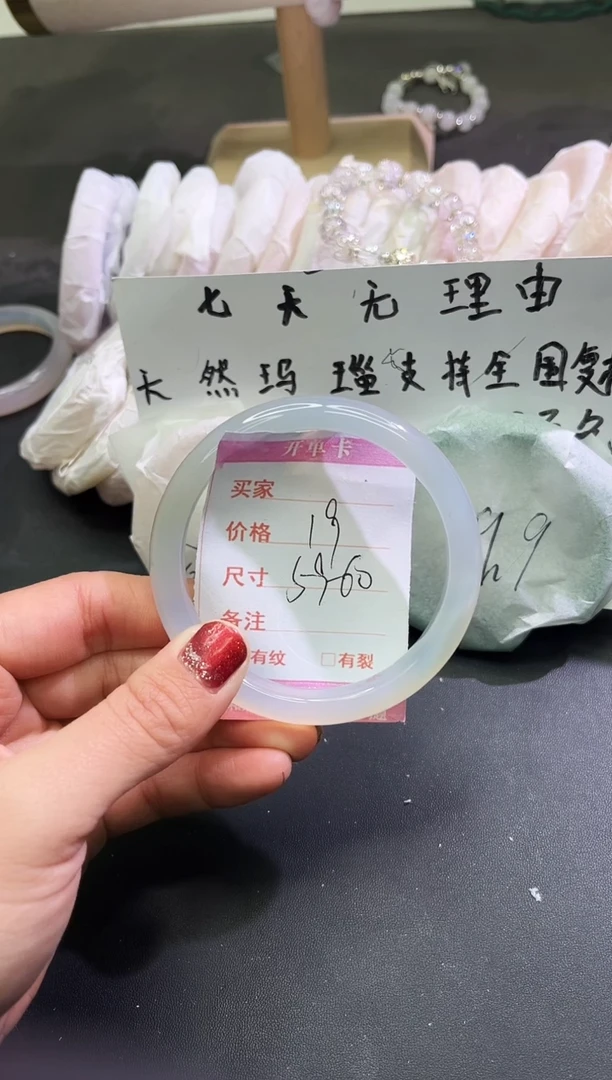 七天无理由
天然玛瑙支持全国复检
开单卡
买家
价格 19
尺寸 59-60
备注
有纹 □有裂